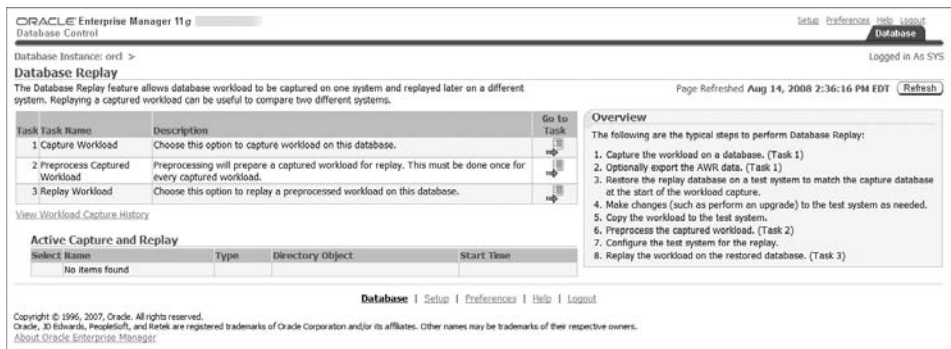 ORACLE Enterprise Manager 11g
Database Control
Setup Preferences Help Logout
Database
Database Instance: orcl >
Logged in As SYS
Database Replay
The Database Replay feature allows database workload to be captured on one system and replayed later on a different
system. Replaying a captured workload can be useful to compare two different systems.
Page Refreshed Aug 14, 2008 2:36:16 PM EDT Refresh
Task Task Name Description Go to Task
1 Capture Workload Choose this option to capture workload on this database.
2 Preprocess Captured Workload Preprocessing will prepare a captured workload for replay. This must be done once for
every captured workload.
3 Replay Workload Choose this option to replay a preprocessed workload on this database.
View Workload Capture History
Active Capture and Replay
Select Name Type Directory Object Start Time
No items found
Overview
The following are the typical steps to perform Database Replay:
1. Capture the workload on a database. (Task 1)
2. Optionally export the AWR data. (Task 1)
3. Restore the replay database on a test system to match the capture database
at the start of the workload capture.
4. Make changes (such as perform an upgrade) to the test system as needed.
5. Copy the workload to the test system.
6. Preprocess the captured workload. (Task 2)
7. Configure the test system for the replay.
8. Replay the workload on the restored database. (Task 3)
Database | Setup | Preferences | Help | Logout
Copyright © 1996, 2007, Oracle. All rights reserved.
Oracle, JD Edwards, PeopleSoft, and Retek are registered trademarks of Oracle Corporation and/or its affiliates. Other names may be trademarks of their respective owners.
About Oracle Enterprise Manager